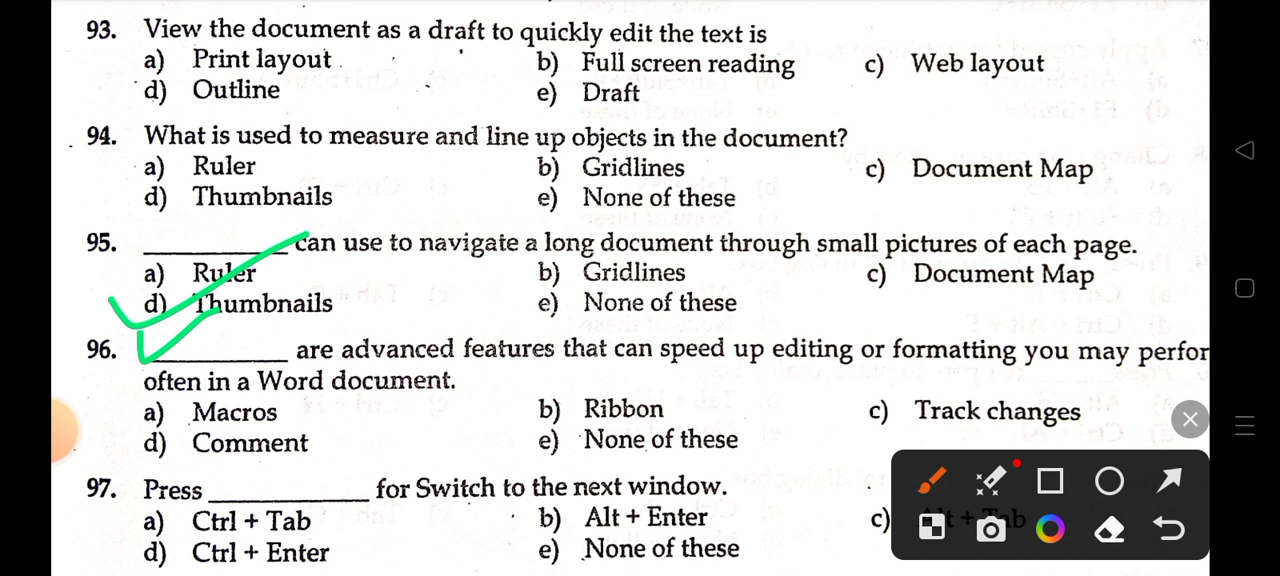 93. View the document as a draft to quickly edit the text is
a) Print layout b) Full screen reading c) Web layout
d) Outline e) Draft
94. What is used to measure and line up objects in the document?
a) Ruler b) Gridlines c) Document Map
d) Thumbnails e) None of these
95. ____________ can use to navigate a long document through small pictures of each page.
a) Ruler b) Gridlines c) Document Map
d) Thumbnails e) None of these
96. ____________ are advanced features that can speed up editing or formatting you may perfor
often in a Word document.
a) Macros b) Ribbon c) Track changes
d) Comment e) None of these
97. Press ____________ for Switch to the next window.
a) Ctrl + Tab b) Alt + Enter c)
d) Ctrl + Enter e) None of these